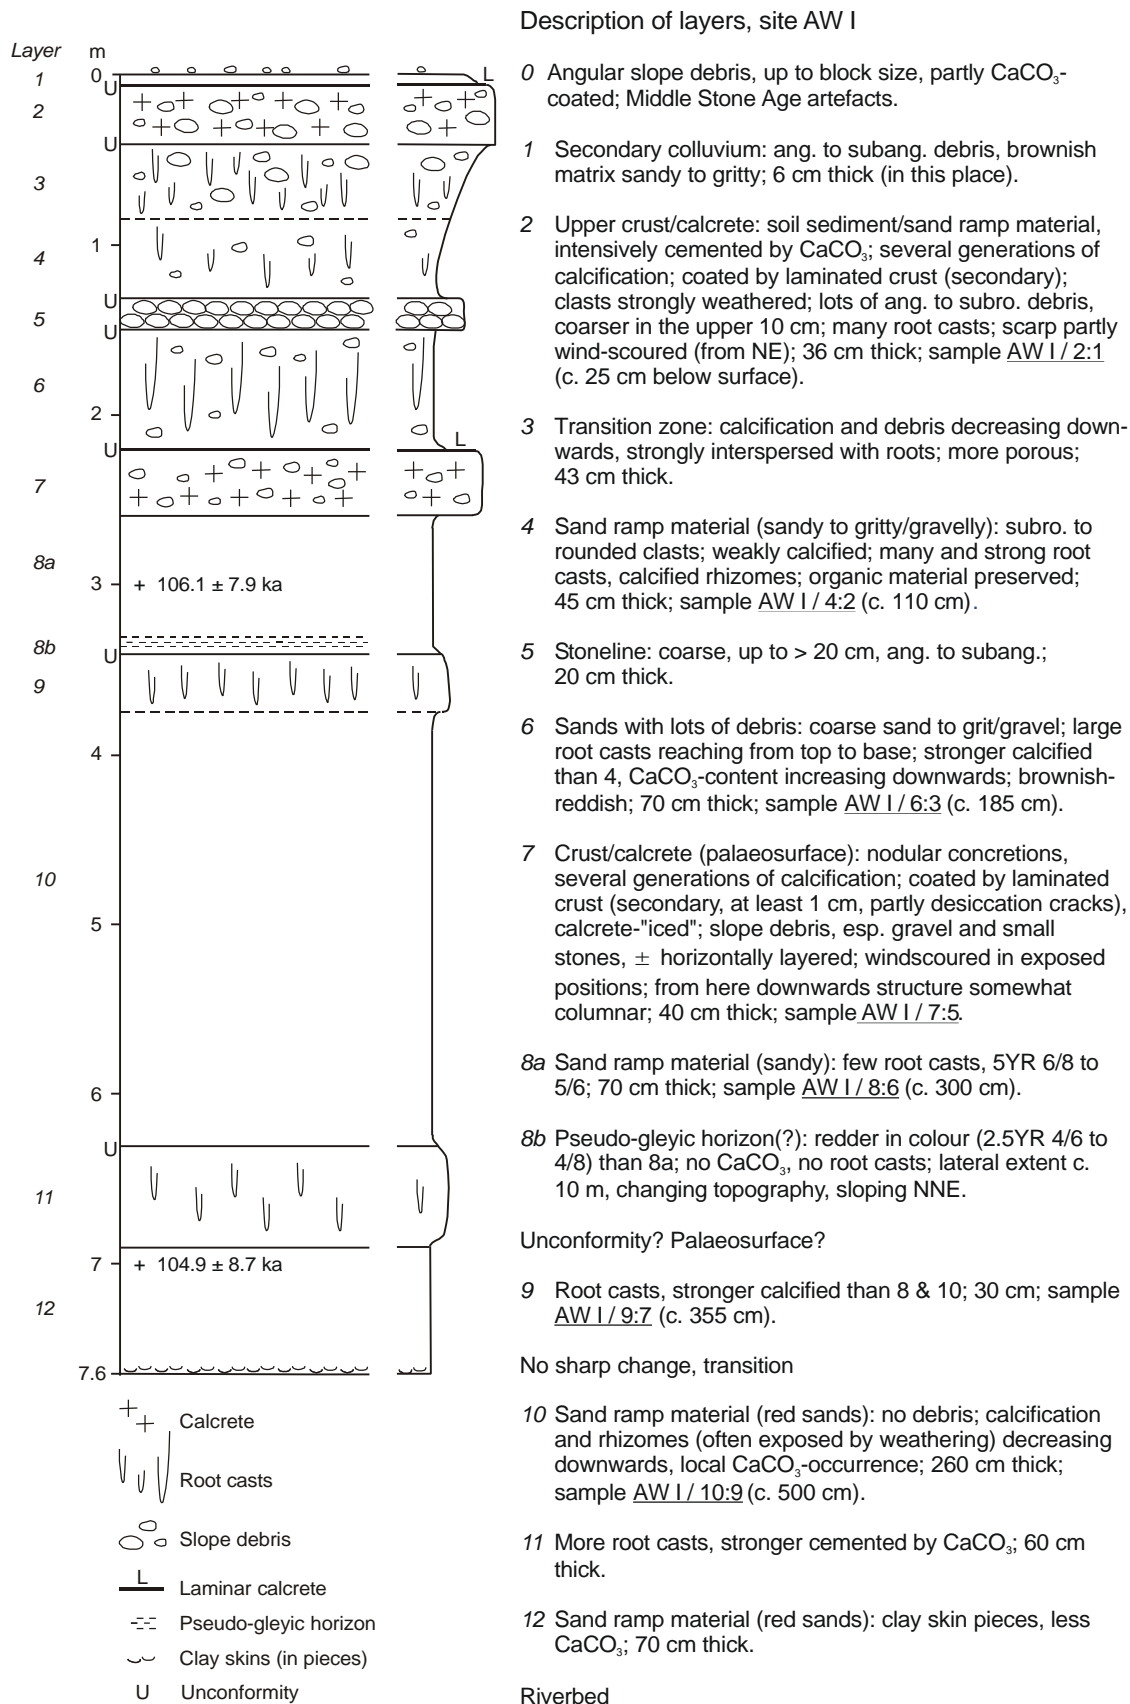 Layer m
1 0 L
U
2
U
3
1
4
U
5
U
6
2
U L
7
8a
3 + 106.1 ± 7.9 ka
8b
U
9
4
10
5
6
U
11
7 + 104.9 ± 8.7 ka
12
7.6
Calcrete
Root casts
Slope debris
L
Laminar calcrete
Pseudo-gleyic horizon
Clay skins (in pieces)
U Unconformity
Description of layers, site AW I
0 Angular slope debris, up to block size, partly CaCO₃-
coated; Middle Stone Age artefacts.
1 Secondary colluvium: ang. to subang. debris, brownish
matrix sandy to gritty; 6 cm thick (in this place).
2 Upper crust/calcrete: soil sediment/sand ramp material,
intensively cemented by CaCO₃; several generations of
calcification; coated by laminated crust (secondary);
clasts strongly weathered; lots of ang. to subro. debris,
coarser in the upper 10 cm; many root casts; scarp partly
wind-scoured (from NE); 36 cm thick; sample AW I / 2:1
(c. 25 cm below surface).
3 Transition zone: calcification and debris decreasing down-
wards, strongly interspersed with roots; more porous;
43 cm thick.
4 Sand ramp material (sandy to gritty/gravelly): subro. to
rounded clasts; weakly calcified; many and strong root
casts, calcified rhizomes; organic material preserved;
45 cm thick; sample AW I / 4:2 (c. 110 cm).
5 Stoneline: coarse, up to > 20 cm, ang. to subang.;
20 cm thick.
6 Sands with lots of debris: coarse sand to grit/gravel; large
root casts reaching from top to base; stronger calcified
than 4, CaCO₃-content increasing downwards; brownish-
reddish; 70 cm thick; sample AW I / 6:3 (c. 185 cm).
7 Crust/calcrete (palaeosurface): nodular concretions,
several generations of calcification; coated by laminated
crust (secondary, at least 1 cm, partly desiccation cracks),
calcrete-"iced"; slope debris, esp. gravel and small
stones, ± horizontally layered; windscoured in exposed
positions; from here downwards structure somewhat
columnar; 40 cm thick; sample AW I / 7:5.
8a Sand ramp material (sandy): few root casts, 5YR 6/8 to
5/6; 70 cm thick; sample AW I / 8:6 (c. 300 cm).
8b Pseudo-gleyic horizon(?): redder in colour (2.5YR 4/6 to
4/8) than 8a; no CaCO₃, no root casts; lateral extent c.
10 m, changing topography, sloping NNE.
Unconformity? Palaeosurface?
9 Root casts, stronger calcified than 8 & 10; 30 cm; sample
AW I / 9:7 (c. 355 cm).
No sharp change, transition
10 Sand ramp material (red sands): no debris; calcification
and rhizomes (often exposed by weathering) decreasing
downwards, local CaCO₃-occurrence; 260 cm thick;
sample AW I / 10:9 (c. 500 cm).
11 More root casts, stronger cemented by CaCO₃; 60 cm
thick.
12 Sand ramp material (red sands): clay skin pieces, less
CaCO₃; 70 cm thick.
Riverbed